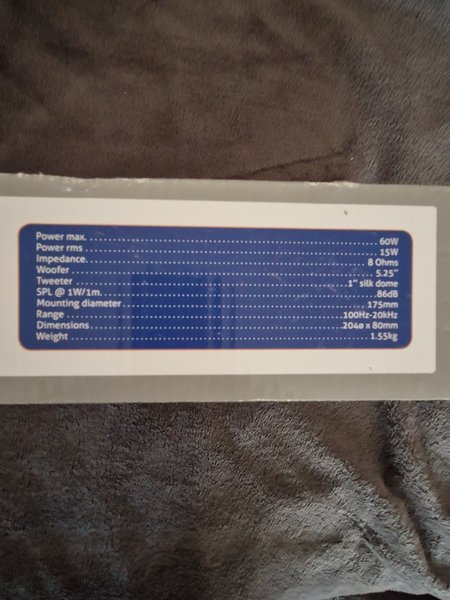 Power max. 60W
Power rms 15W
Impedance. 8 Ohms
Woofer 5.25"
Tweeter 1" silk dome
SPL @ 1W/1m. 86dB
Mounting diameter 175mm
Range 100Hz-20kHz
Dimensions 204ø x 80mm
Weight 1.55kg